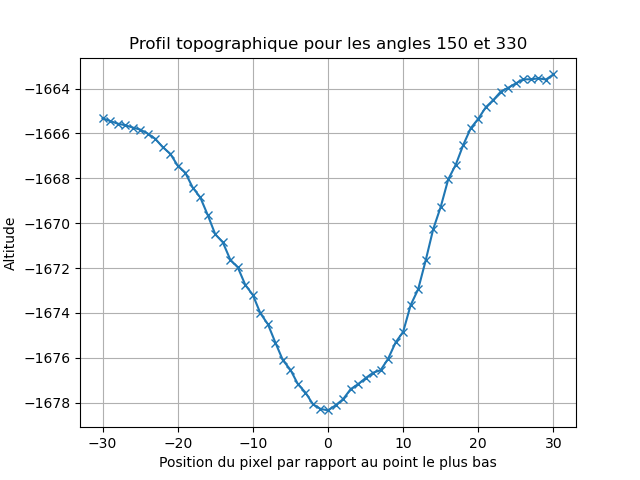 Profil topographique pour les angles 150 et 330
Altitude
−1664
−1666
−1668
−1670
−1672
−1674
−1676
−1678
−30 −20 −10 0 10 20 30
Position du pixel par rapport au point le plus bas